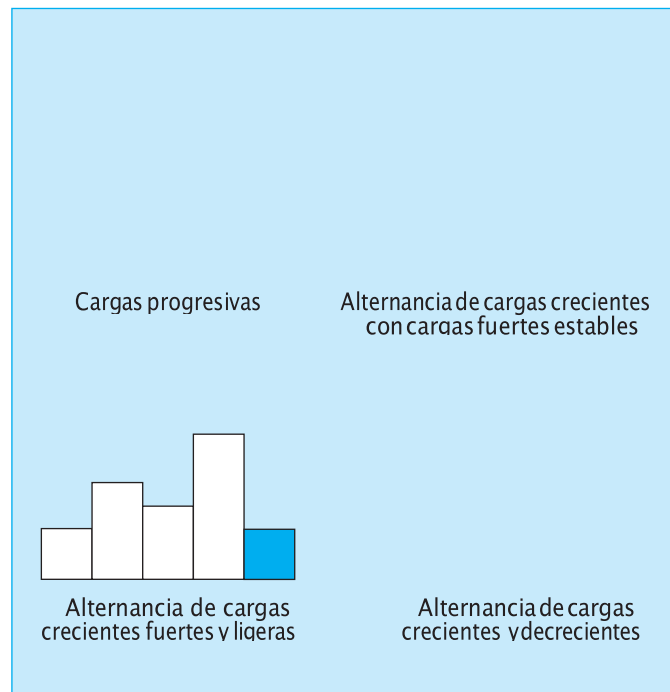 Cargas progresivas
Alternancia de cargas crecientes
con cargas fuertes estables
Alternancia de cargas
crecientes fuertes y ligeras
Alternancia de cargas
crecientes y decrecientes